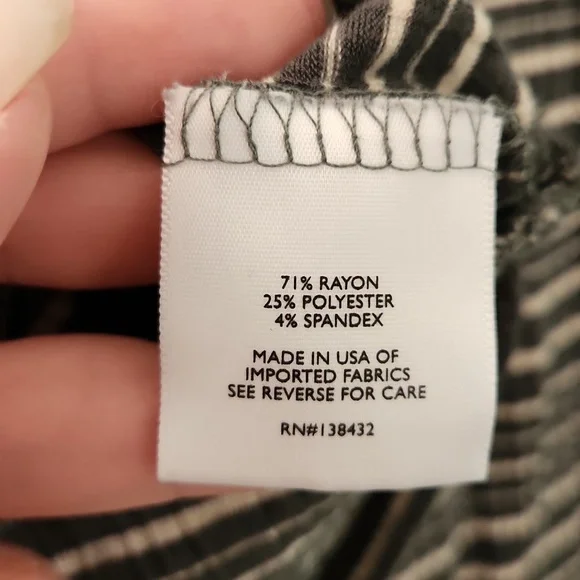 71% RAYON
25% POLYESTER
4% SPANDEX
MADE IN USA OF
IMPORTED FABRICS
SEE REVERSE FOR CARE
RN#138432